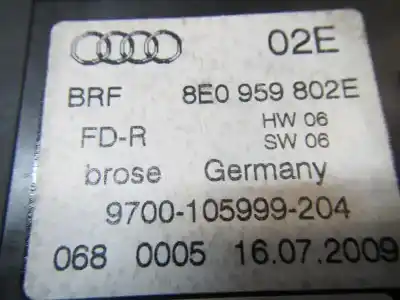 02E
BRF 8E0 959 802E
FD-R HW 06
SW 06
brose Germany
9700-105999-204
068 0005 16.07.2009